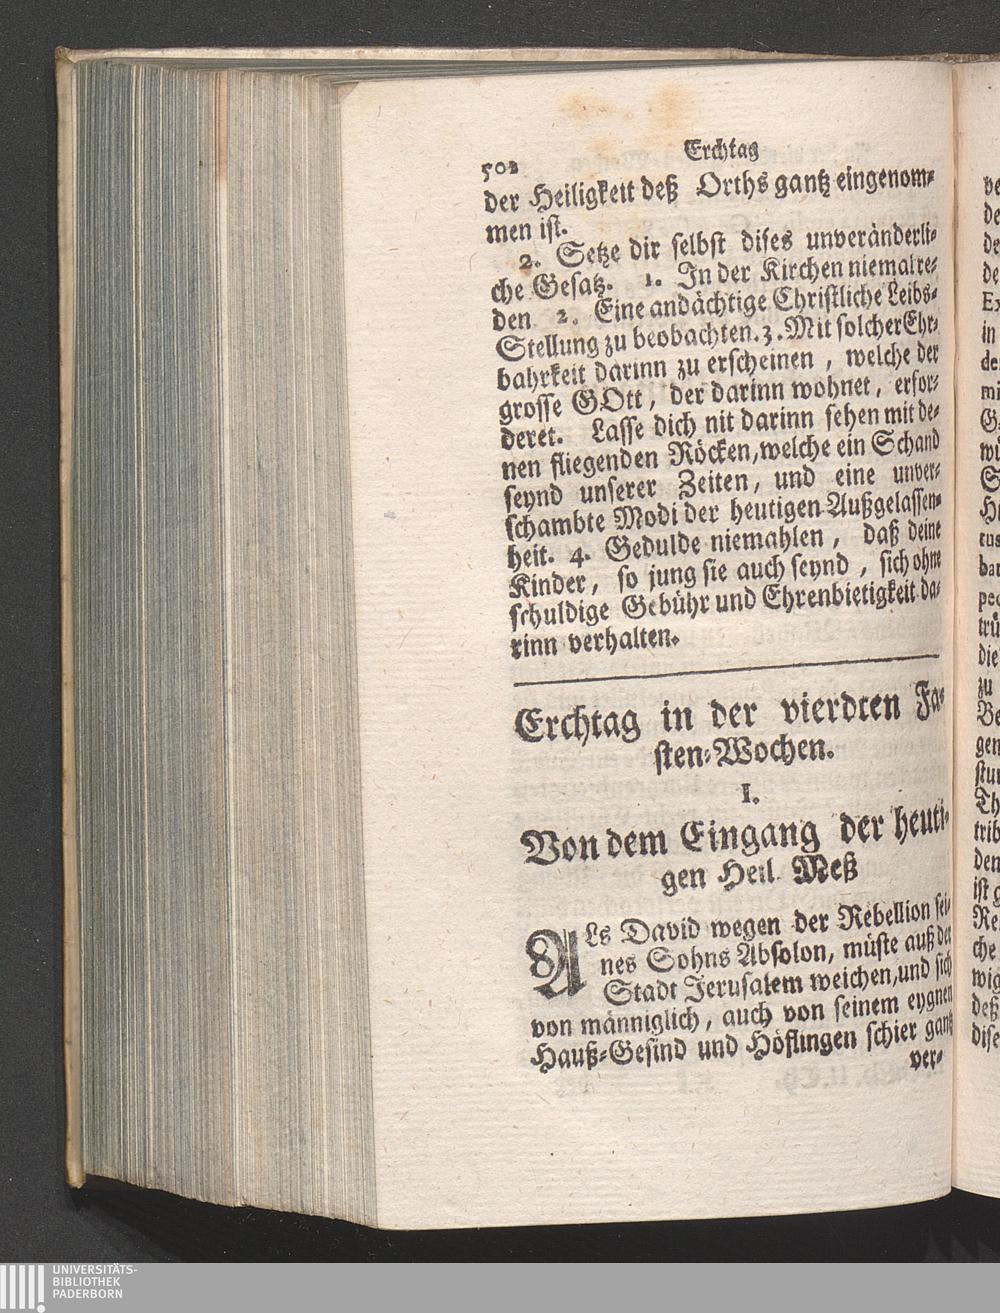 502 Erchtag
der Heiligkeit deß Orths gantz eingenom⸗
men ist.
2. Setze dir selbst dises unveränderli⸗
che Gesatz. 1. In der Kirchen niemal re⸗
den 2. Eine andächtige Christliche Leibs⸗
Stellung zu beobachten. 3. Mit solcher Ehr⸗
bahrkeit darinn zu erscheinen, welche der
grosse GOtt, der darinn wohnet, erfor⸗
deret. Lasse dich nit darinn sehen mit de⸗
nen fliegenden Röcken, welche ein Schand
seynd unserer Zeiten, und eine unver⸗
schambte Modi der heutigen Außgelassen⸗
heit. 4. Gedulde niemahlen, daß deine
Kinder, so jung sie auch seynd, sich ohne
schuldige Gebühr und Ehrenbietigkeit da⸗
rinn verhalten.
Erchtag in der vierdten Fa⸗
sten⸗Wochen.
I.
Von dem Eingang der heuti⸗
gen Heil. Meß
ALs David wegen der Rebellion sei⸗
nes Sohns Absolon, müste auß der
Stadt Jerusalem weichen, und sich
von männiglich, auch von seinem eygnen
Hauß⸗Gesind und Höflingen schier gantz
ver⸗
UNIVERSITÄTS-
BIBLIOTHEK
PADERBORN